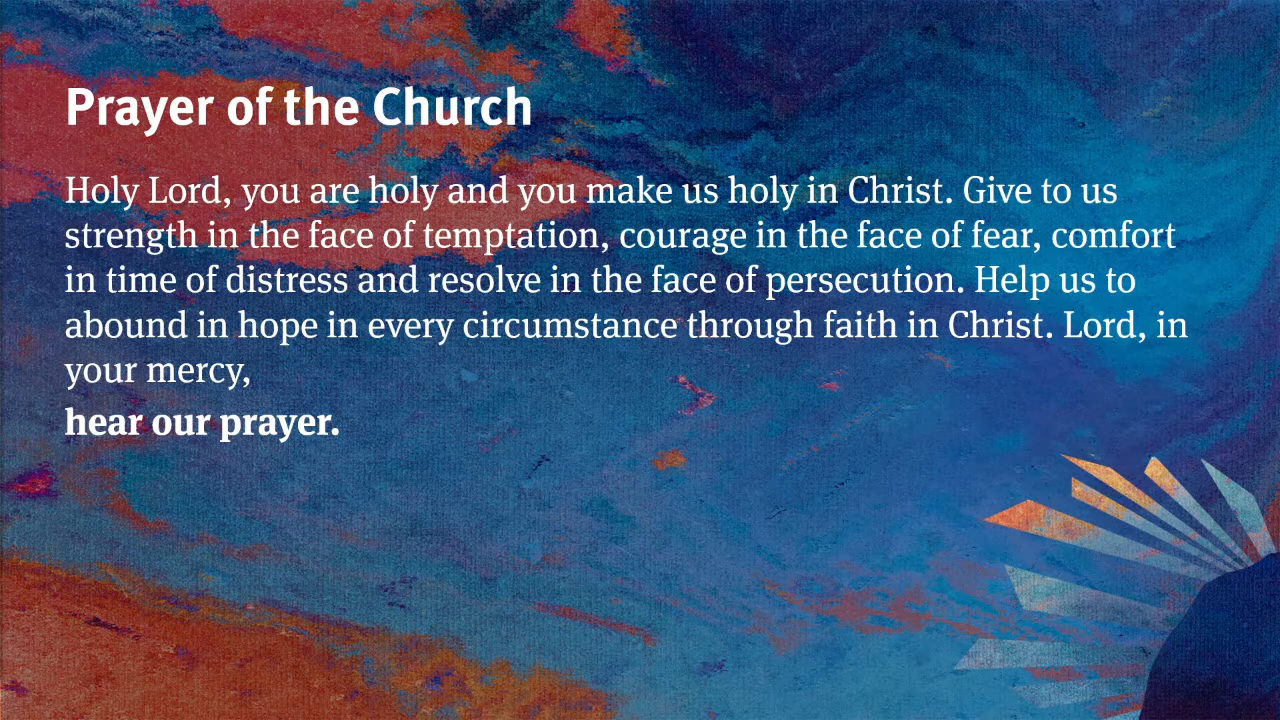 Prayer of the Church
Holy Lord, you are holy and you make us holy in Christ. Give to us
strength in the face of temptation, courage in the face of fear, comfort
in time of distress and resolve in the face of persecution. Help us to
abound in hope in every circumstance through faith in Christ. Lord, in
your mercy,
hear our prayer.